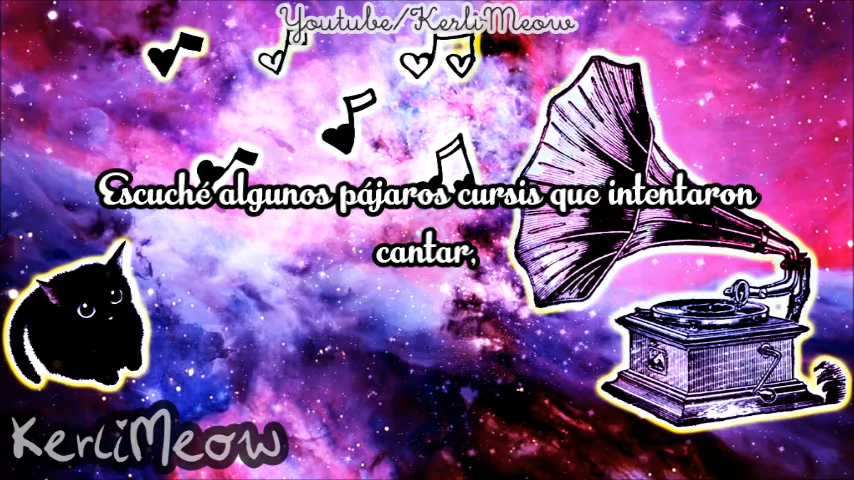 Youtube/KerliMeow
Escuché algunos pájaros cursis que intentaron
cantar,
KerliMeow